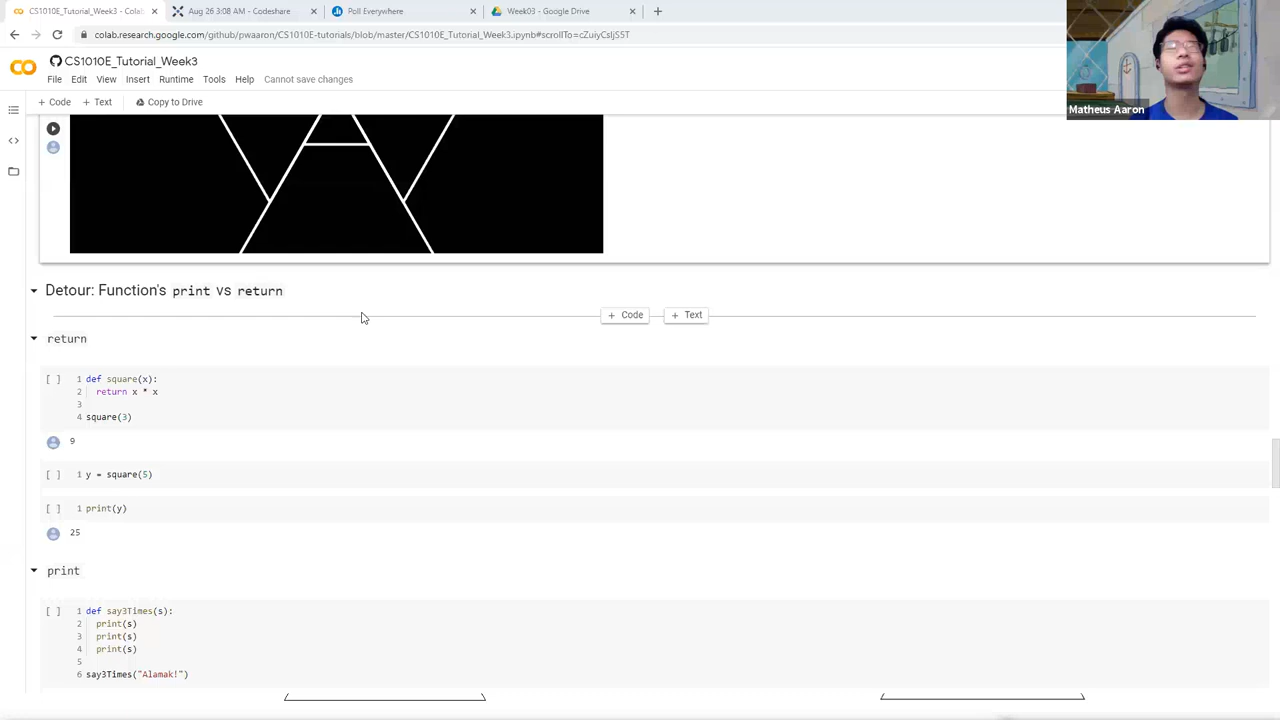 CS1010E_Tutorial_Week3 - Colab
Aug 26 3:08 AM - Codeshare
Poll Everywhere
Week03 - Google Drive
colab.research.google.com/github/pwaaron/CS1010E-tutorials/blob/master/CS1010E_Tutorial_Week3.ipynb#scrollTo=cZuiyCsljS5T
CS1010E_Tutorial_Week3
File Edit View Insert Runtime Tools Help Cannot save changes
+ Code + Text Copy to Drive
Matheus Aaron
Detour: Function's print vs return
+ Code + Text
return
[ ] 1 def square(x):
2 return x * x
3
4 square(3)
9
[ ] 1 y = square(5)
[ ] 1 print(y)
25
print
[ ] 1 def say3Times(s):
2 print(s)
3 print(s)
4 print(s)
5
6 say3Times("Alamak!")